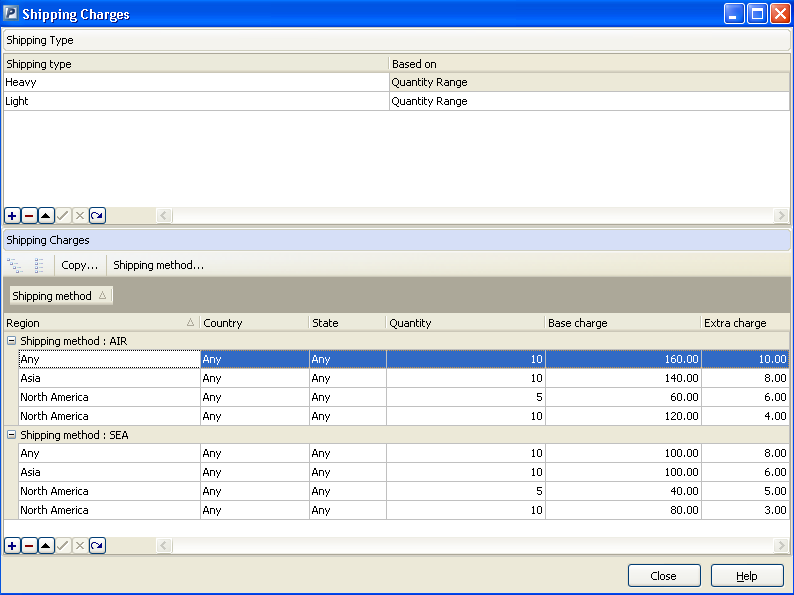 Shipping Charges
Shipping Type
Shipping type Based on
Heavy Quantity Range
Light Quantity Range
Shipping Charges
Copy... Shipping method...
Shipping method
Region Country State Quantity Base charge Extra charge
Shipping method : AIR
Any Any Any 10 160.00 10.00
Asia Any Any 10 140.00 8.00
North America Any Any 5 60.00 6.00
North America Any Any 10 120.00 4.00
Shipping method : SEA
Any Any Any 10 100.00 8.00
Asia Any Any 10 100.00 6.00
North America Any Any 5 40.00 5.00
North America Any Any 10 80.00 3.00
Close Help